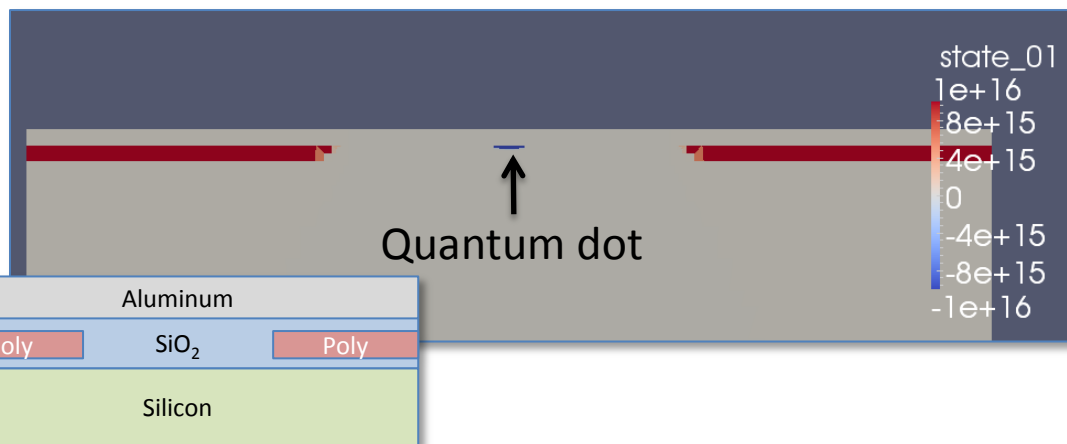 state_01
1e+16
8e+15
4e+15
0
-4e+15
-8e+15
-1e+16
Quantum dot
Aluminum
oly SiO₂ Poly
Silicon